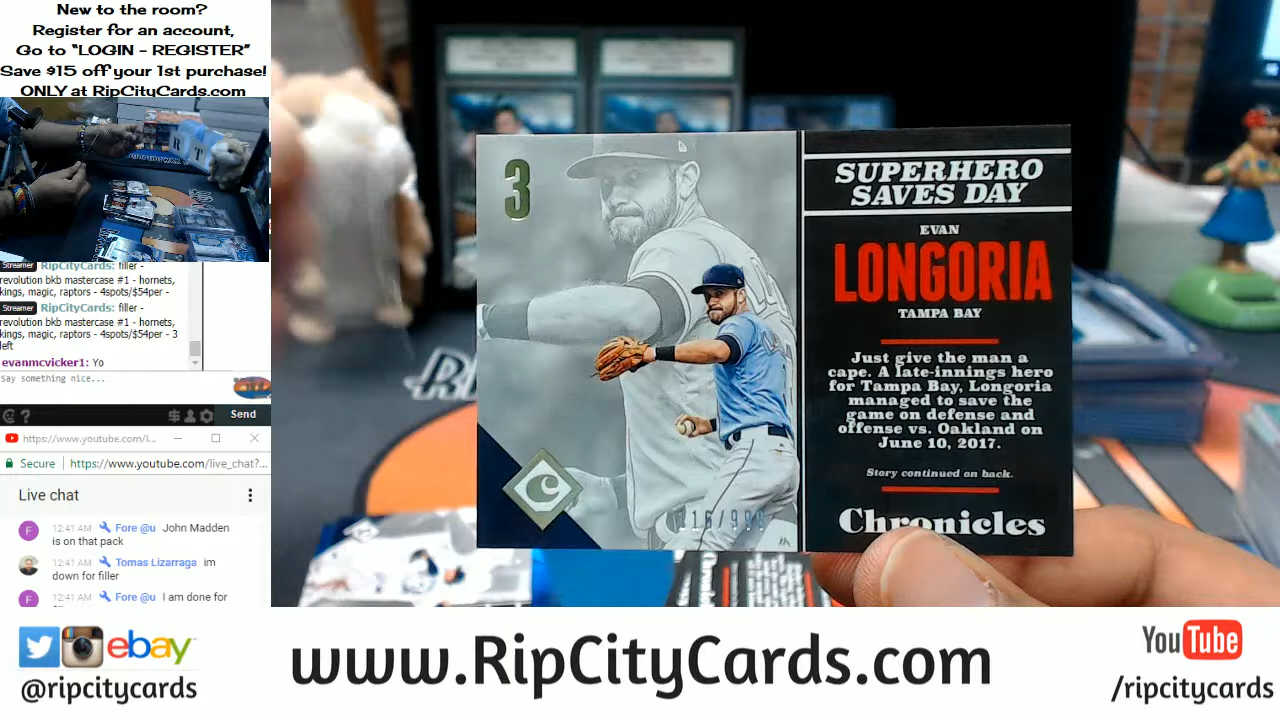 New to the room?
Register for an account,
Go to "LOGIN - REGISTER"
Save $15 off your 1st purchase!
ONLY at RipCityCards.com
Streamer RipCityCards: filler -
revolution bkb mastercase #1 - hornets,
kings, magic, raptors - 4spots/$54per -
Streamer RipCityCards: filler -
revolution bkb mastercase #1 - hornets,
kings, magic, raptors - 4spots/$54per - 3
left
evanmcvicker1: Yo
Say something nice...
Send
https://www.youtube.com/l...
Secure https://www.youtube.com/live_chat?...
Live chat
F 12:41 AM Fore @u John Madden
is on that pack
12:41 AM Tomas Lizarraga im
down for filler
F 12:41 AM Fore @u I am done for
3
SUPERHERO
SAVES DAY
EVAN
LONGORIA
TAMPA BAY
Just give the man a
cape. A late-innings hero
for Tampa Bay, Longoria
managed to save the
game on defense and
offense vs. Oakland on
June 10, 2017.
Story continued on back.
Chronicles
C
ebay
@ripcitycards
www.RipCityCards.com
YouTube
/ripcitycards